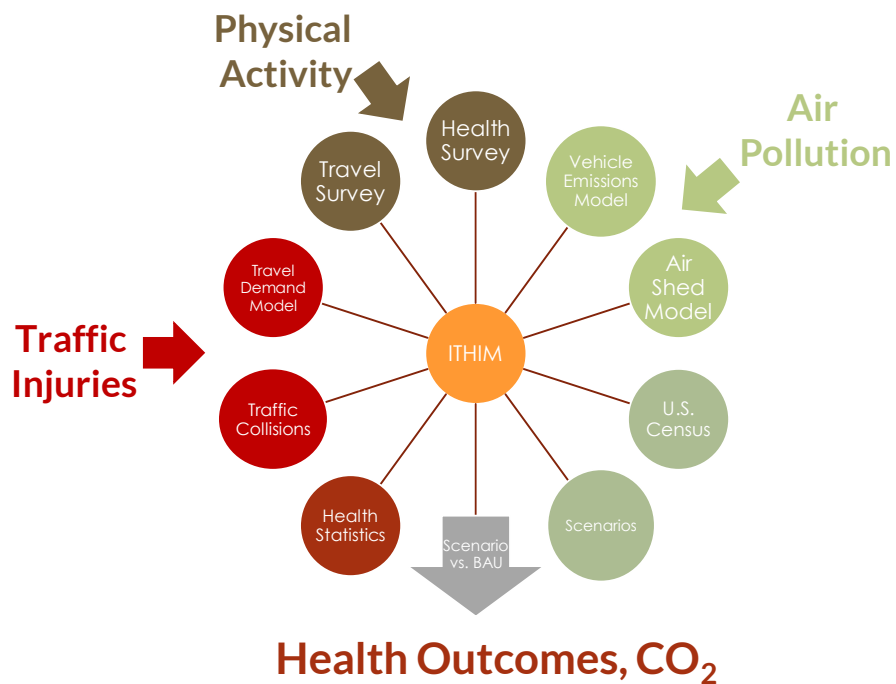 Physical
Activity
Air
Pollution
Health
Survey
Vehicle
Emissions
Model
Travel
Survey
Travel
Demand
Model
Air
Shed
Model
Traffic
Injuries
ITHIM
Traffic
Collisions
U.S.
Census
Health
Statistics
Scenario
vs. BAU
Scenarios
Health Outcomes, CO₂